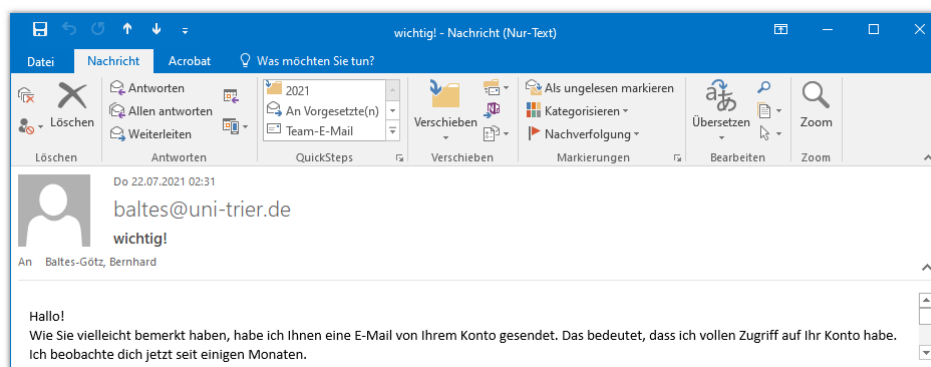 wichtig! - Nachricht (Nur-Text)
Datei Nachricht Acrobat Was möchten Sie tun?
Löschen
Antworten
Allen antworten
Weiterleiten
2021
An Vorgesetzte(n)
Team-E-Mail
Verschieben
Als ungelesen markieren
Kategorisieren
Nachverfolgung
Übersetzen
Zoom
Löschen Antworten QuickSteps Verschieben Markierungen Bearbeiten Zoom
Do 22.07.2021 02:31
baltes@uni-trier.de
wichtig!
An Baltes-Götz, Bernhard
Hallo!
Wie Sie vielleicht bemerkt haben, habe ich Ihnen eine E-Mail von Ihrem Konto gesendet. Das bedeutet, dass ich vollen Zugriff auf Ihr Konto habe.
Ich beobachte dich jetzt seit einigen Monaten.